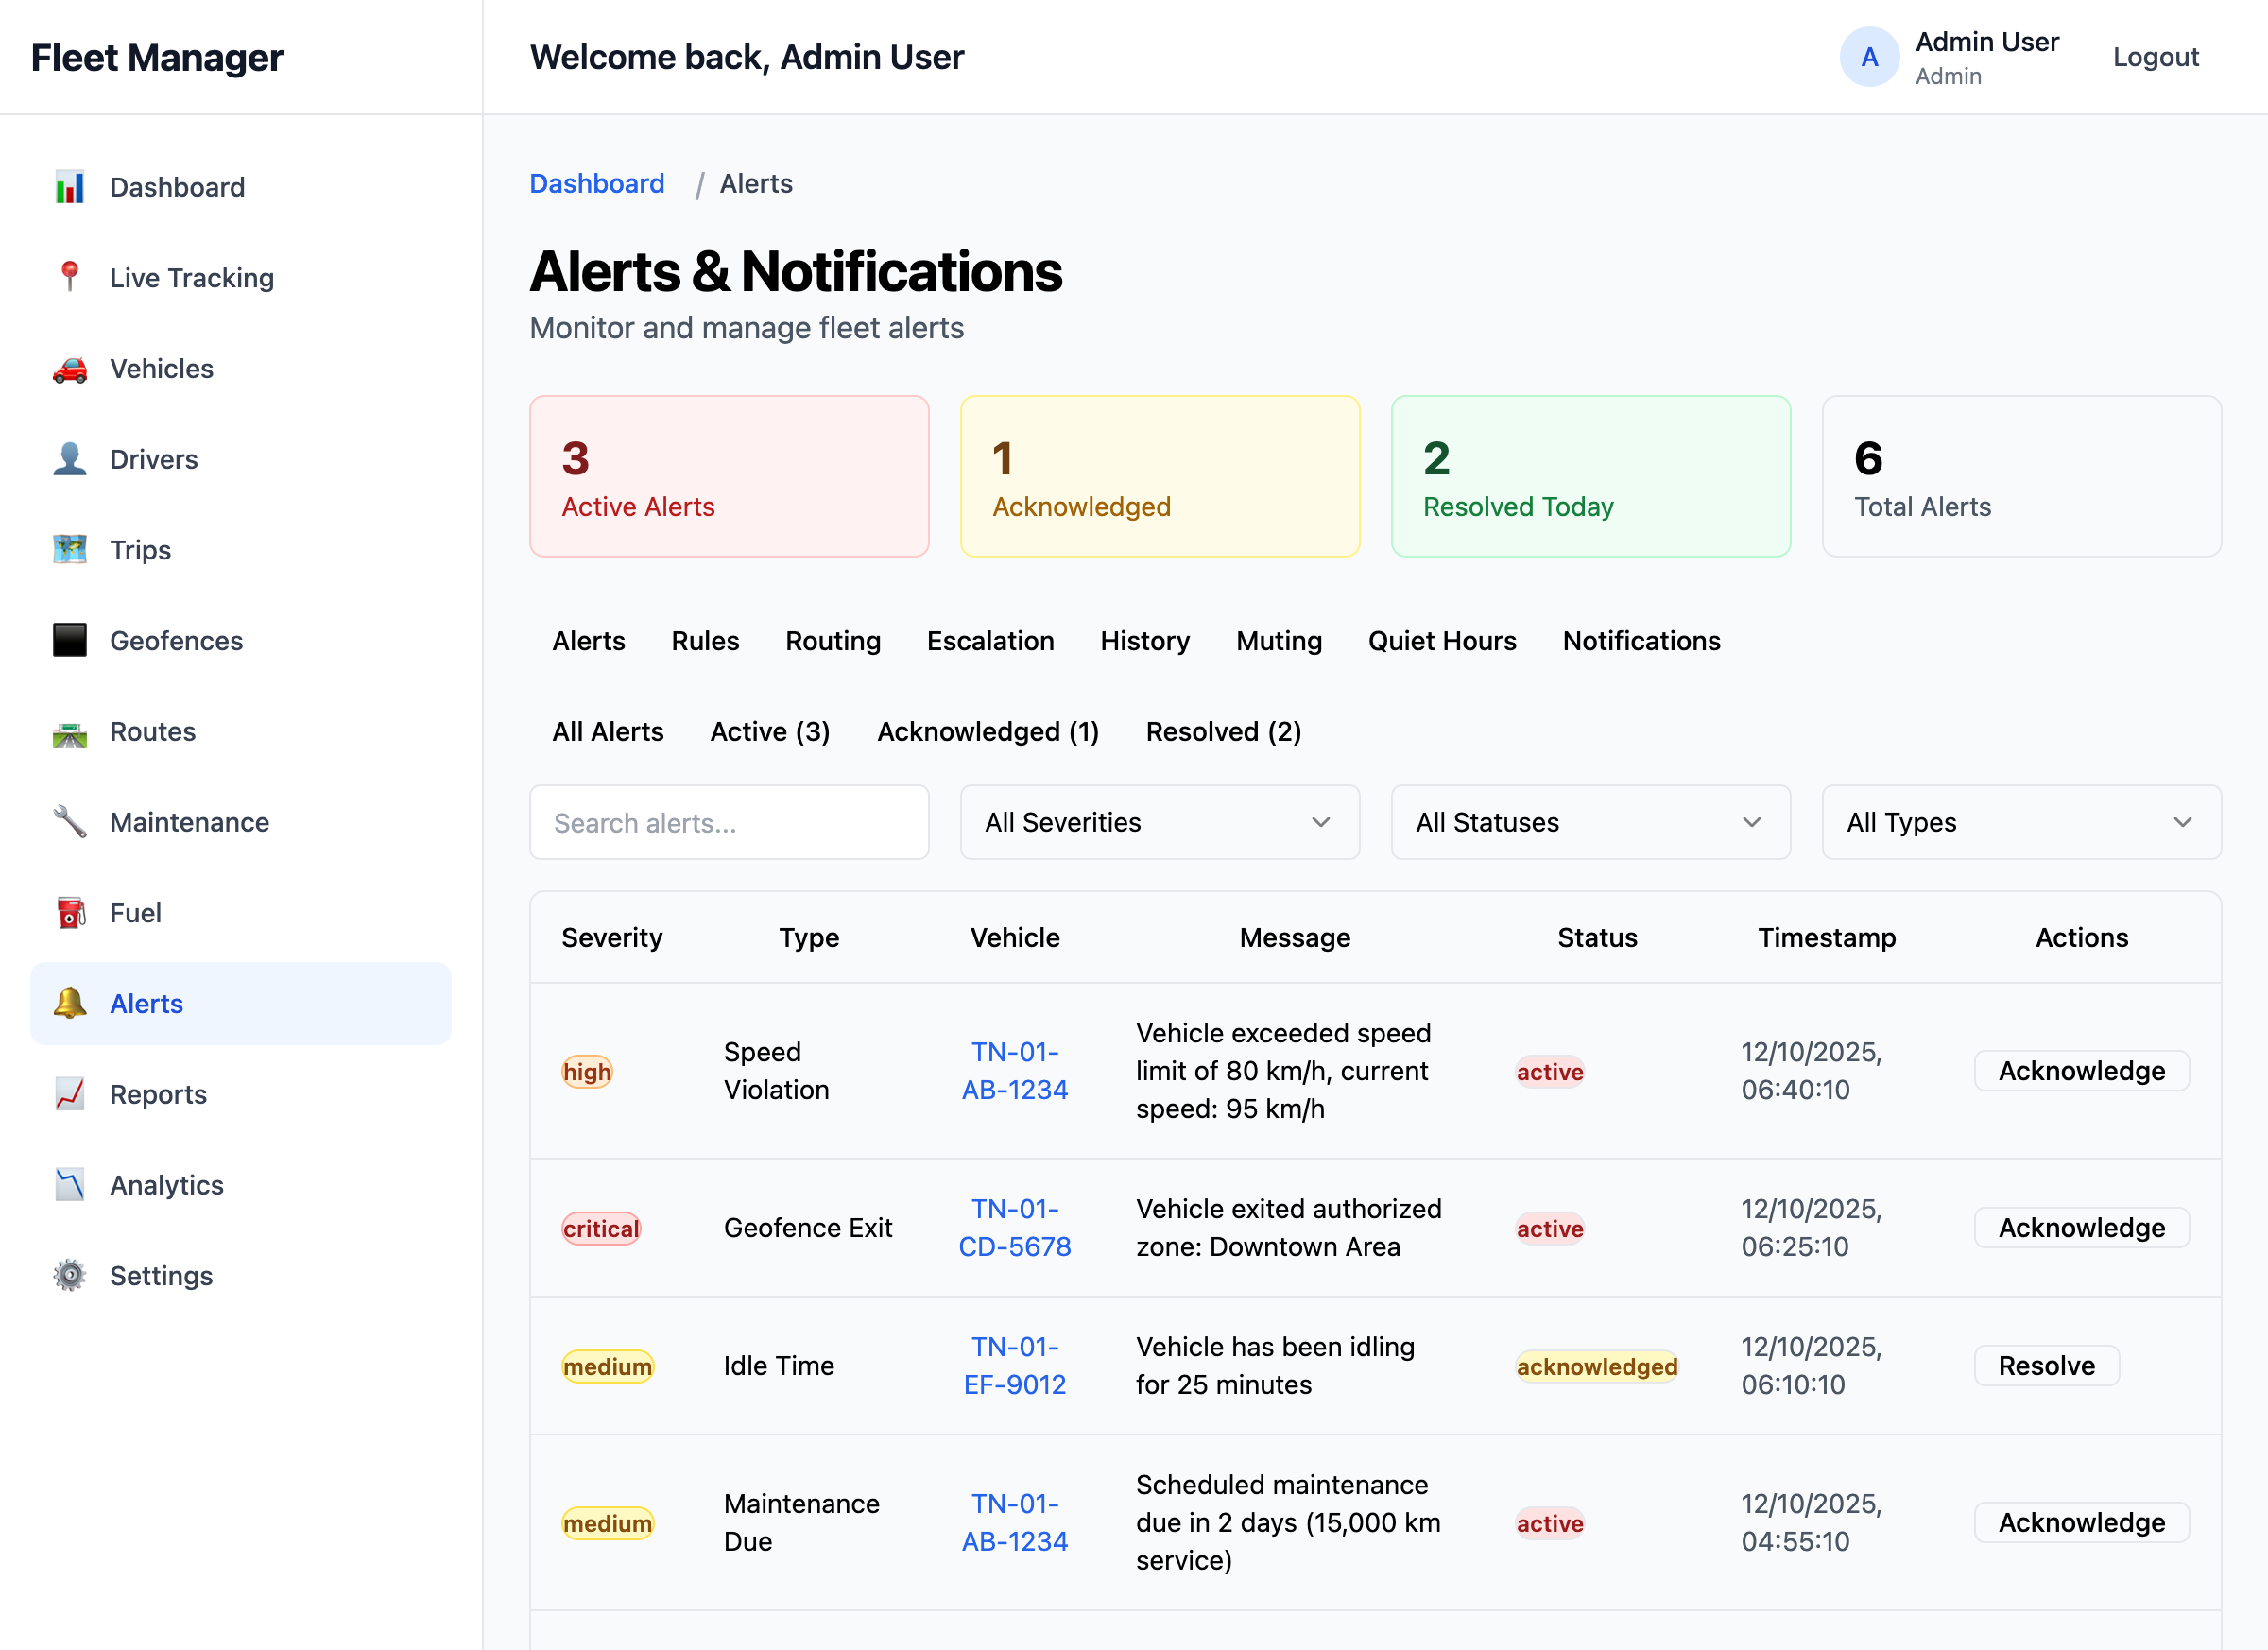 Fleet Manager
Welcome back, Admin User
A
Admin User
Admin
Logout
Dashboard
Live Tracking
Vehicles
Drivers
Trips
Geofences
Routes
Maintenance
Fuel
Alerts
Reports
Analytics
Settings
Dashboard / Alerts
Alerts & Notifications
Monitor and manage fleet alerts
3
Active Alerts
1
Acknowledged
2
Resolved Today
6
Total Alerts
Alerts Rules Routing Escalation History Muting Quiet Hours Notifications
All Alerts Active (3) Acknowledged (1) Resolved (2)
Search alerts... All Severities All Statuses All Types
Severity Type Vehicle Message Status Timestamp Actions
high
Speed
Violation
TN-01-
AB-1234
Vehicle exceeded speed
limit of 80 km/h, current
speed: 95 km/h
active
12/10/2025,
06:40:10
Acknowledge
critical
Geofence Exit
TN-01-
CD-5678
Vehicle exited authorized
zone: Downtown Area
active
12/10/2025,
06:25:10
Acknowledge
medium
Idle Time
TN-01-
EF-9012
Vehicle has been idling
for 25 minutes
acknowledged
12/10/2025,
06:10:10
Resolve
medium
Maintenance
Due
TN-01-
AB-1234
Scheduled maintenance
due in 2 days (15,000 km
service)
active
12/10/2025,
04:55:10
Acknowledge